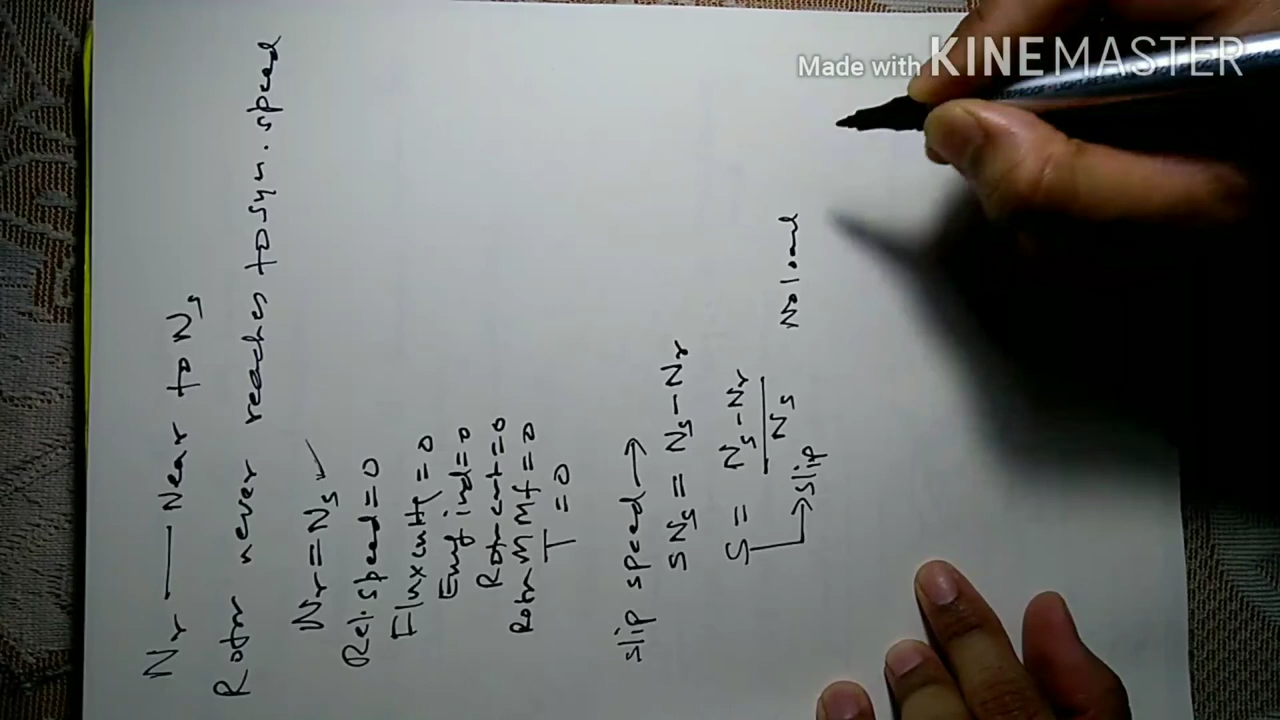 Made with KINEMASTER
Nr — Near to Ns
Rotor never reaches to syn. speed
Nr = Ns ✓
Rel. speed = 0
Flux cutt = 0
Emf ind = 0
Rotr cut = 0
Rotor MMf = 0
T = 0
slip speed →
SNs = Ns - Nr
S = Ns - Nr / Ns
↳ slip
No load